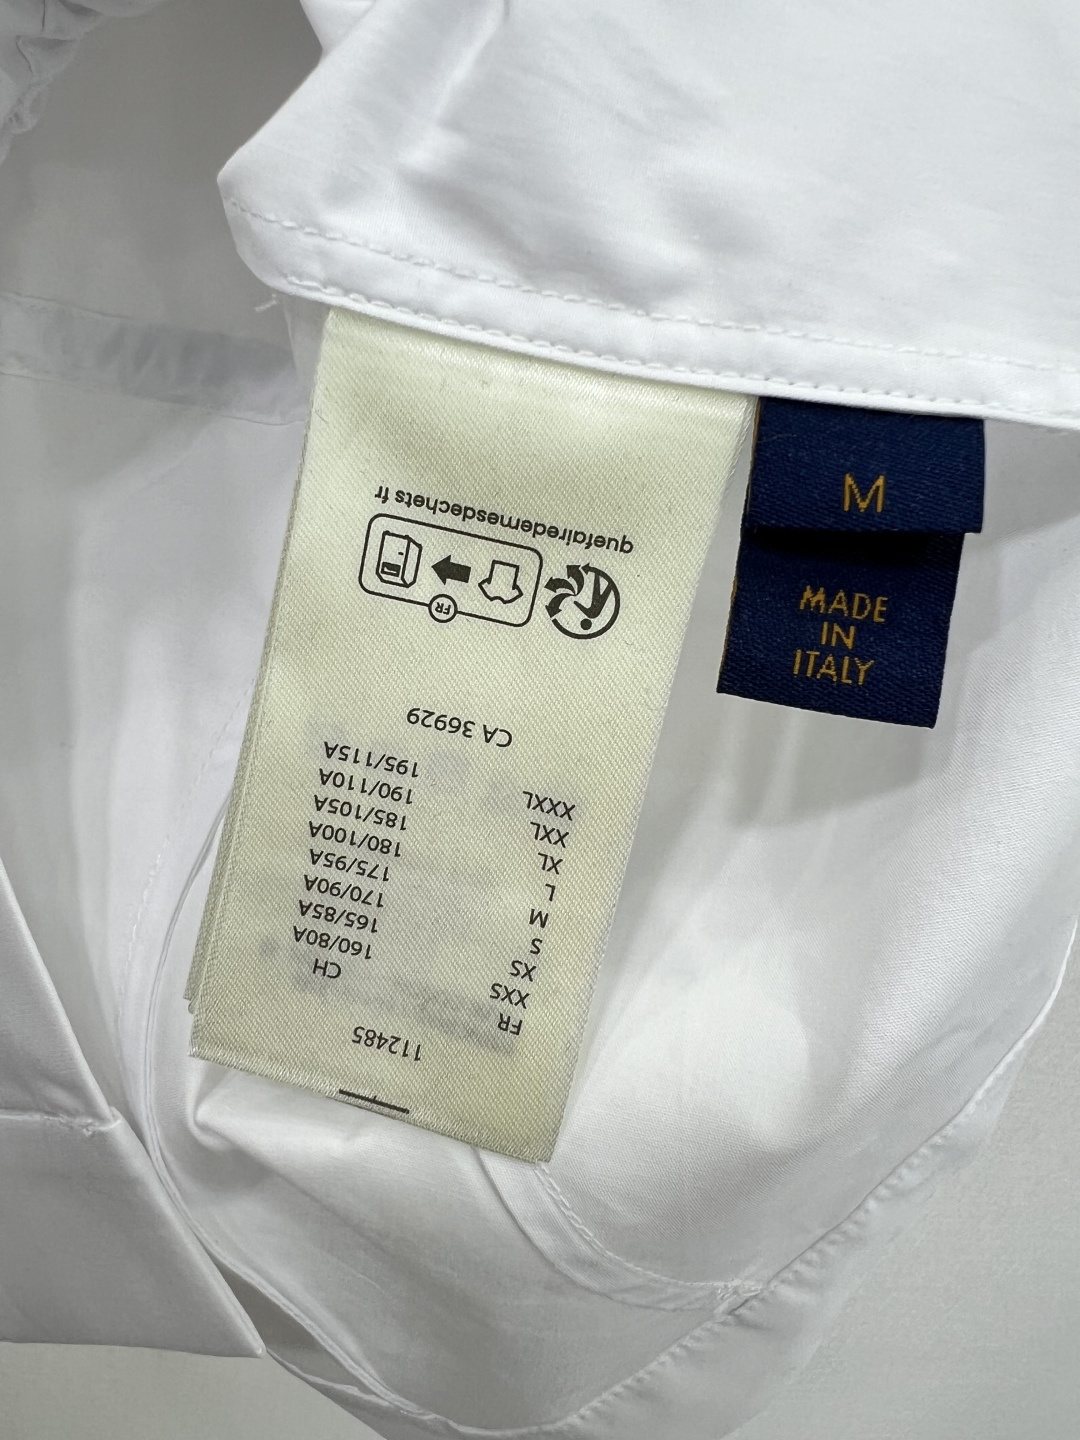 M
MADE
IN
ITALY
112485
FR CH
XXS 160/80A
XS 165/85A
S 170/90A
M 175/95A
L 180/100A
XL 185/105A
XXL 190/110A
XXXL 195/115A
CA 36929
FR
quefairedemesdechets.fr